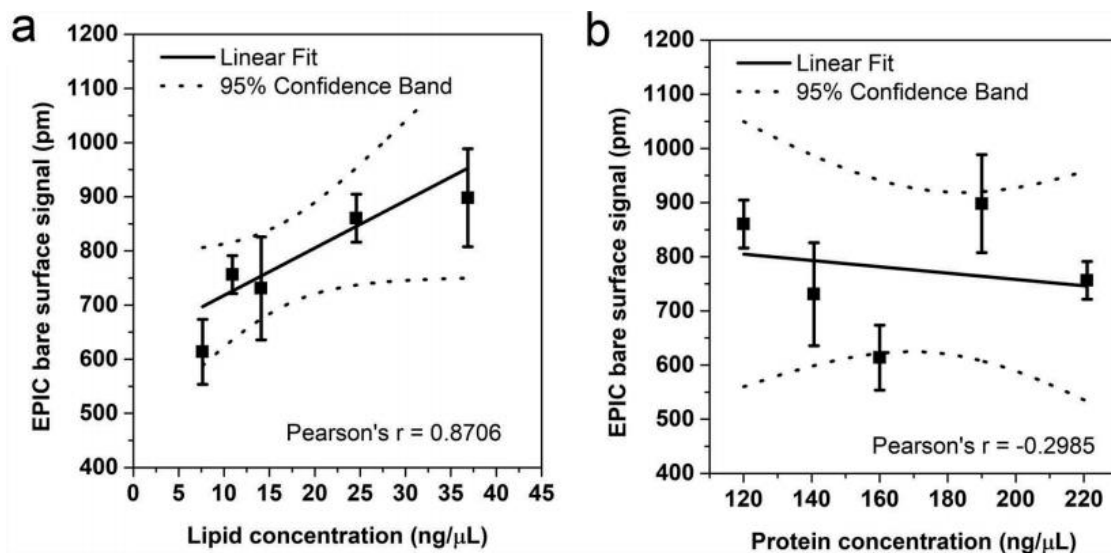 a
1200
1100
1000
900
800
700
600
500
400
EPIC bare surface signal (pm)
Linear Fit
95% Confidence Band
Pearson's r = 0.8706
0 5 10 15 20 25 30 35 40 45
Lipid concentration (ng/μL)
b
1200
1100
1000
900
800
700
600
500
400
EPIC bare surface signal (pm)
Linear Fit
95% Confidence Band
Pearson's r = -0.2985
120 140 160 180 200 220
Protein concentration (ng/μL)